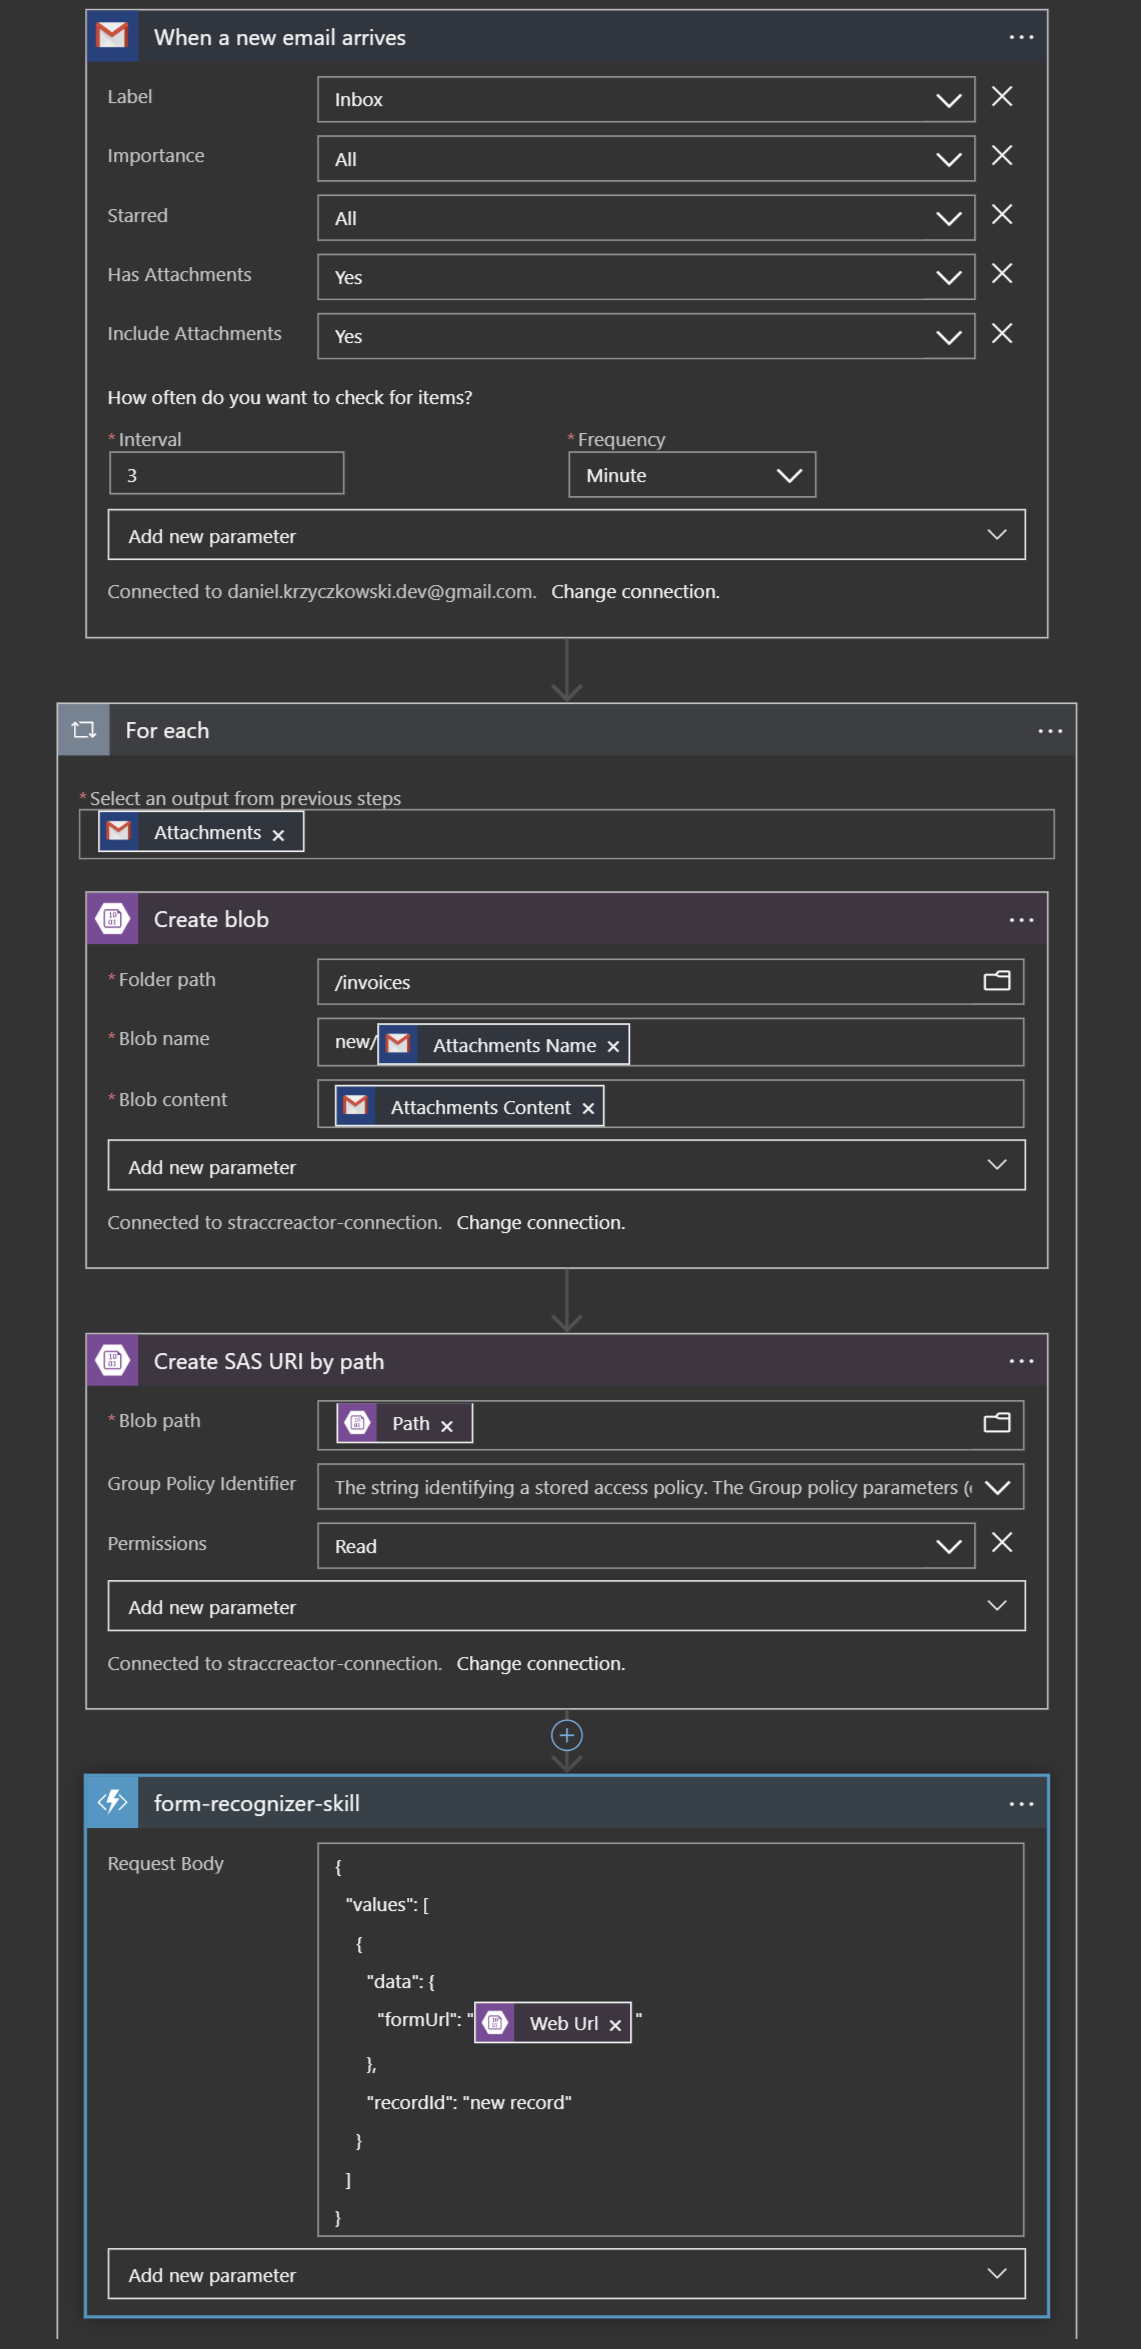 When a new email arrives
Label
Inbox
Importance
All
Starred
All
Has Attachments
Yes
Include Attachments
Yes
How often do you want to check for items?
* Interval
* Frequency
3
Minute
Add new parameter
Connected to daniel.krzyczkowski.dev@gmail.com. Change connection.
For each
* Select an output from previous steps
Attachments
Create blob
* Folder path
/invoices
* Blob name
new/ Attachments Name
* Blob content
Attachments Content
Add new parameter
Connected to straccreactor-connection. Change connection.
Create SAS URI by path
* Blob path
Path
Group Policy Identifier
The string identifying a stored access policy. The Group policy parameters (
Permissions
Read
Add new parameter
Connected to straccreactor-connection. Change connection.
form-recognizer-skill
Request Body
{
"values": [
{
"data": {
"formUrl": " Web Url "
},
"recordId": "new record"
}
]
}
Add new parameter